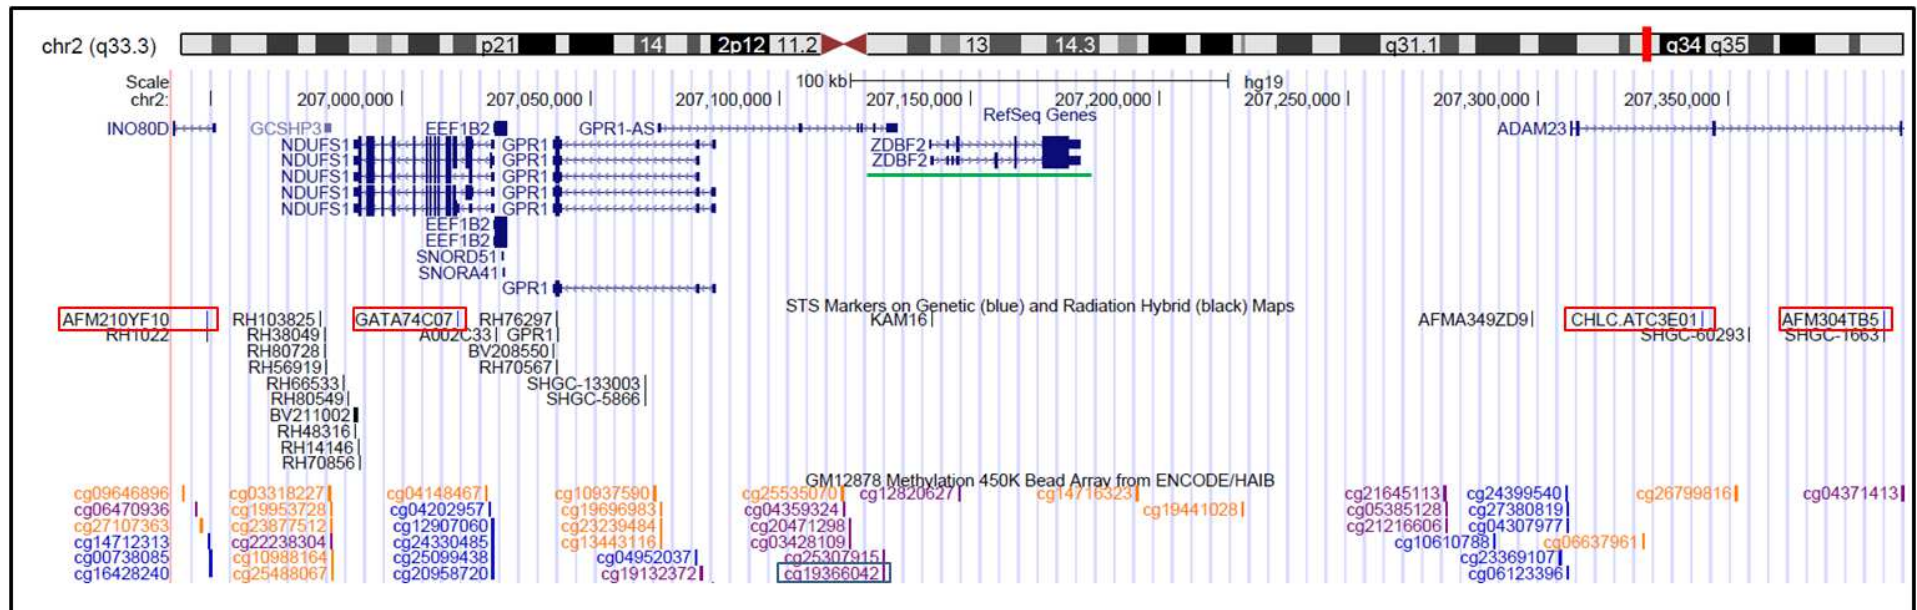 chr2 (q33.3) p21 14 2p12 11.2 13 14.3 q31.1 q34 q35
Scale 100 kb hg19
chr2: 207,000,000 207,050,000 207,100,000 207,150,000 207,200,000 207,250,000 207,300,000 207,350,000
RefSeq Genes
INO80D GCSHP3 EEF1B2 GPR1-AS ADAM23
NDUFS1 GPR1 ZDBF2
NDUFS1 GPR1 ZDBF2
NDUFS1 GPR1
NDUFS1 GPR1
NDUFS1 GPR1
EEF1B2
EEF1B2
SNORD51
SNORA41
GPR1
STS Markers on Genetic (blue) and Radiation Hybrid (black) Maps
AFM210YF10 RH103825 GATA74C07 RH76297 KAM16 AFMA349ZD9 CHLC.ATC3E01 AFM304TB5
RH1022 RH38049 A002C33 GPR1 SHGC-60293 SHGC-1663
RH80728 BV208550
RH56919 RH70567
RH66533 SHGC-133003
RH80549 SHGC-5866
BV211002
RH48316
RH14146
RH70856
GM12878 Methylation 450K Bead Array from ENCODE/HAIB
cg09646896 cg03318227 cg04148467 cg10937590 cg25535070 cg12820627 cg14716323 cg21645113 cg24399540 cg26799816 cg04371413
cg06470936 cg19953728 cg04202957 cg19696983 cg04359324 cg19441028 cg05385128 cg27380819
cg27107363 cg23877512 cg12907060 cg23239484 cg20471298 cg21216606 cg04307977
cg14712313 cg22238304 cg24330485 cg13443116 cg03428109 cg10610788 cg06637961
cg00738085 cg10988164 cg25099438 cg04952037 cg25307915 cg23369107
cg16428240 cg25488067 cg20958720 cg19132372 cg19366042 cg06123396